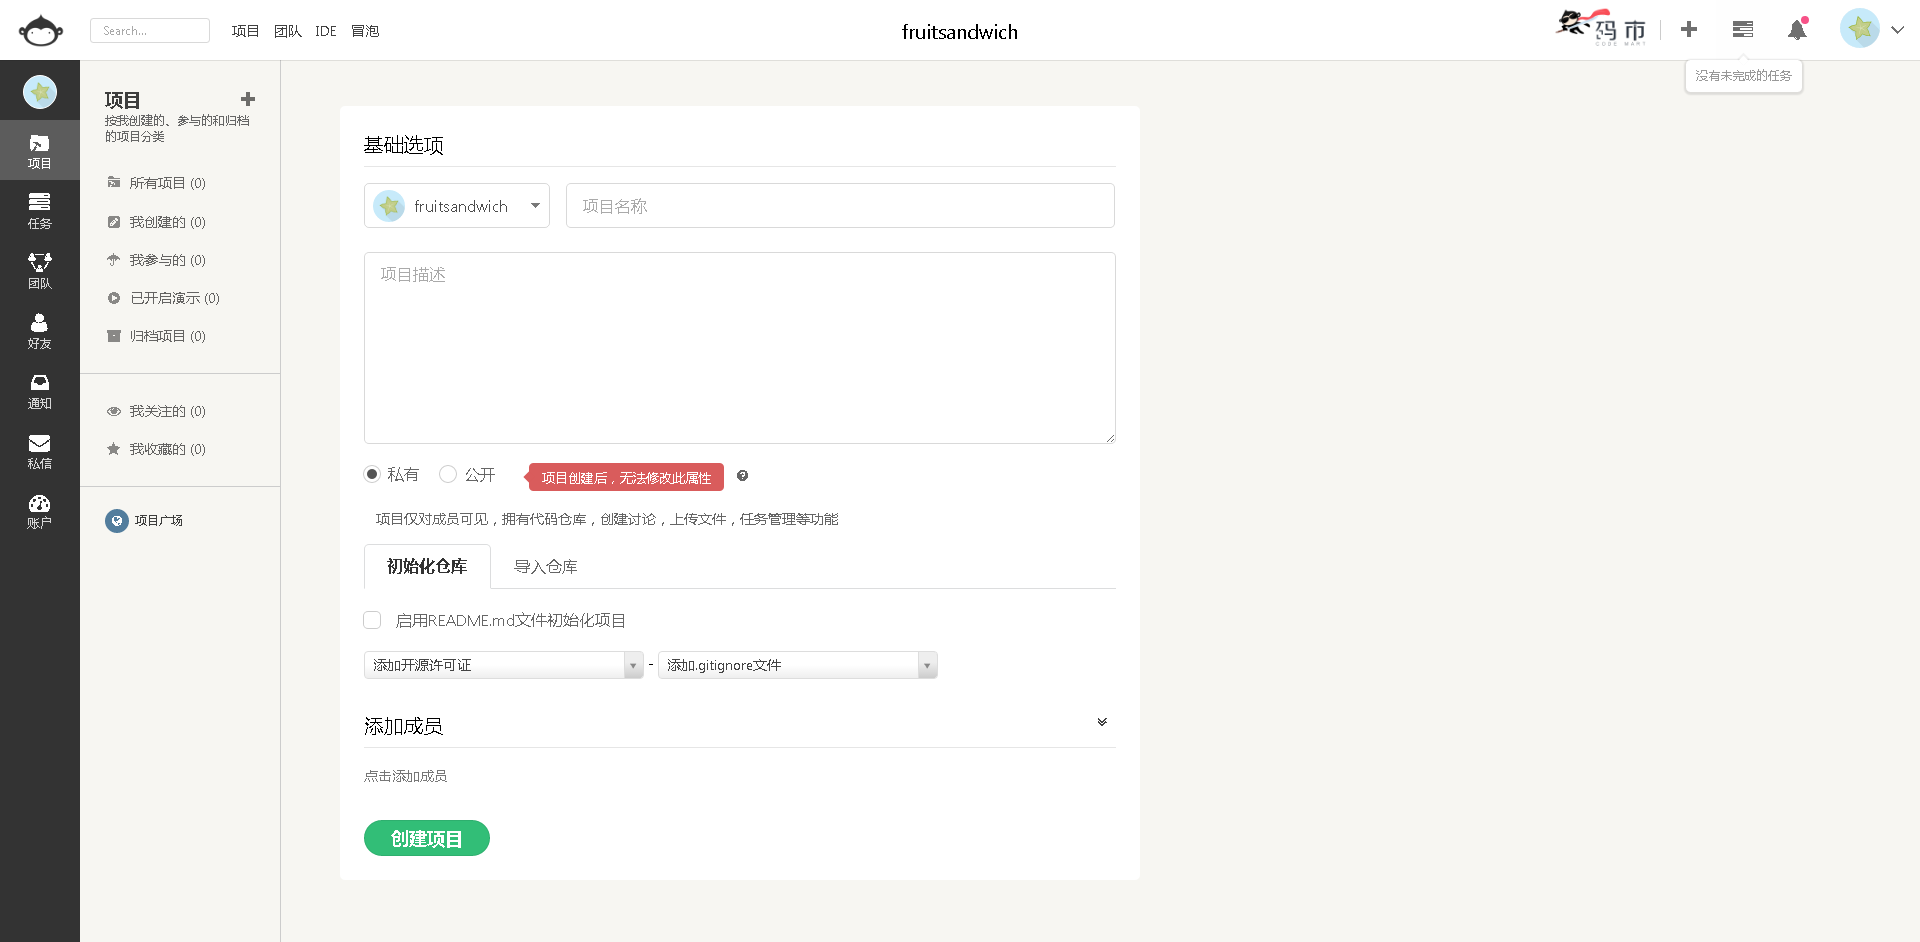 Search...
项目 团队 IDE 冒泡
fruitsandwich
码市
CODE MART
没有未完成的任务
项目
任务
团队
好友
通知
私信
账户
项目
按我创建的、参与的和归档
的项目分类
所有项目 (0)
我创建的 (0)
我参与的 (0)
已开启演示 (0)
归档项目 (0)
我关注的 (0)
我收藏的 (0)
项目广场
基础选项
fruitsandwich
项目名称
项目描述
私有 公开 项目创建后，无法修改此属性
项目仅对成员可见，拥有代码仓库，创建讨论，上传文件，任务管理等功能
初始化仓库 导入仓库
启用README.md文件初始化项目
添加开源许可证 - 添加.gitignore文件
添加成员
点击添加成员
创建项目